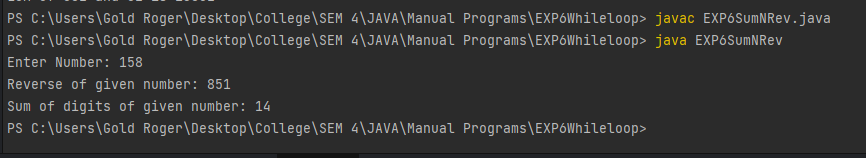 PS C:\Users\Gold Roger\Desktop\College\SEM 4\JAVA\Manual Programs\EXP6Whileloop> javac EXP6SumNRev.java
PS C:\Users\Gold Roger\Desktop\College\SEM 4\JAVA\Manual Programs\EXP6Whileloop> java EXP6SumNRev
Enter Number: 158
Reverse of given number: 851
Sum of digits of given number: 14
PS C:\Users\Gold Roger\Desktop\College\SEM 4\JAVA\Manual Programs\EXP6Whileloop>